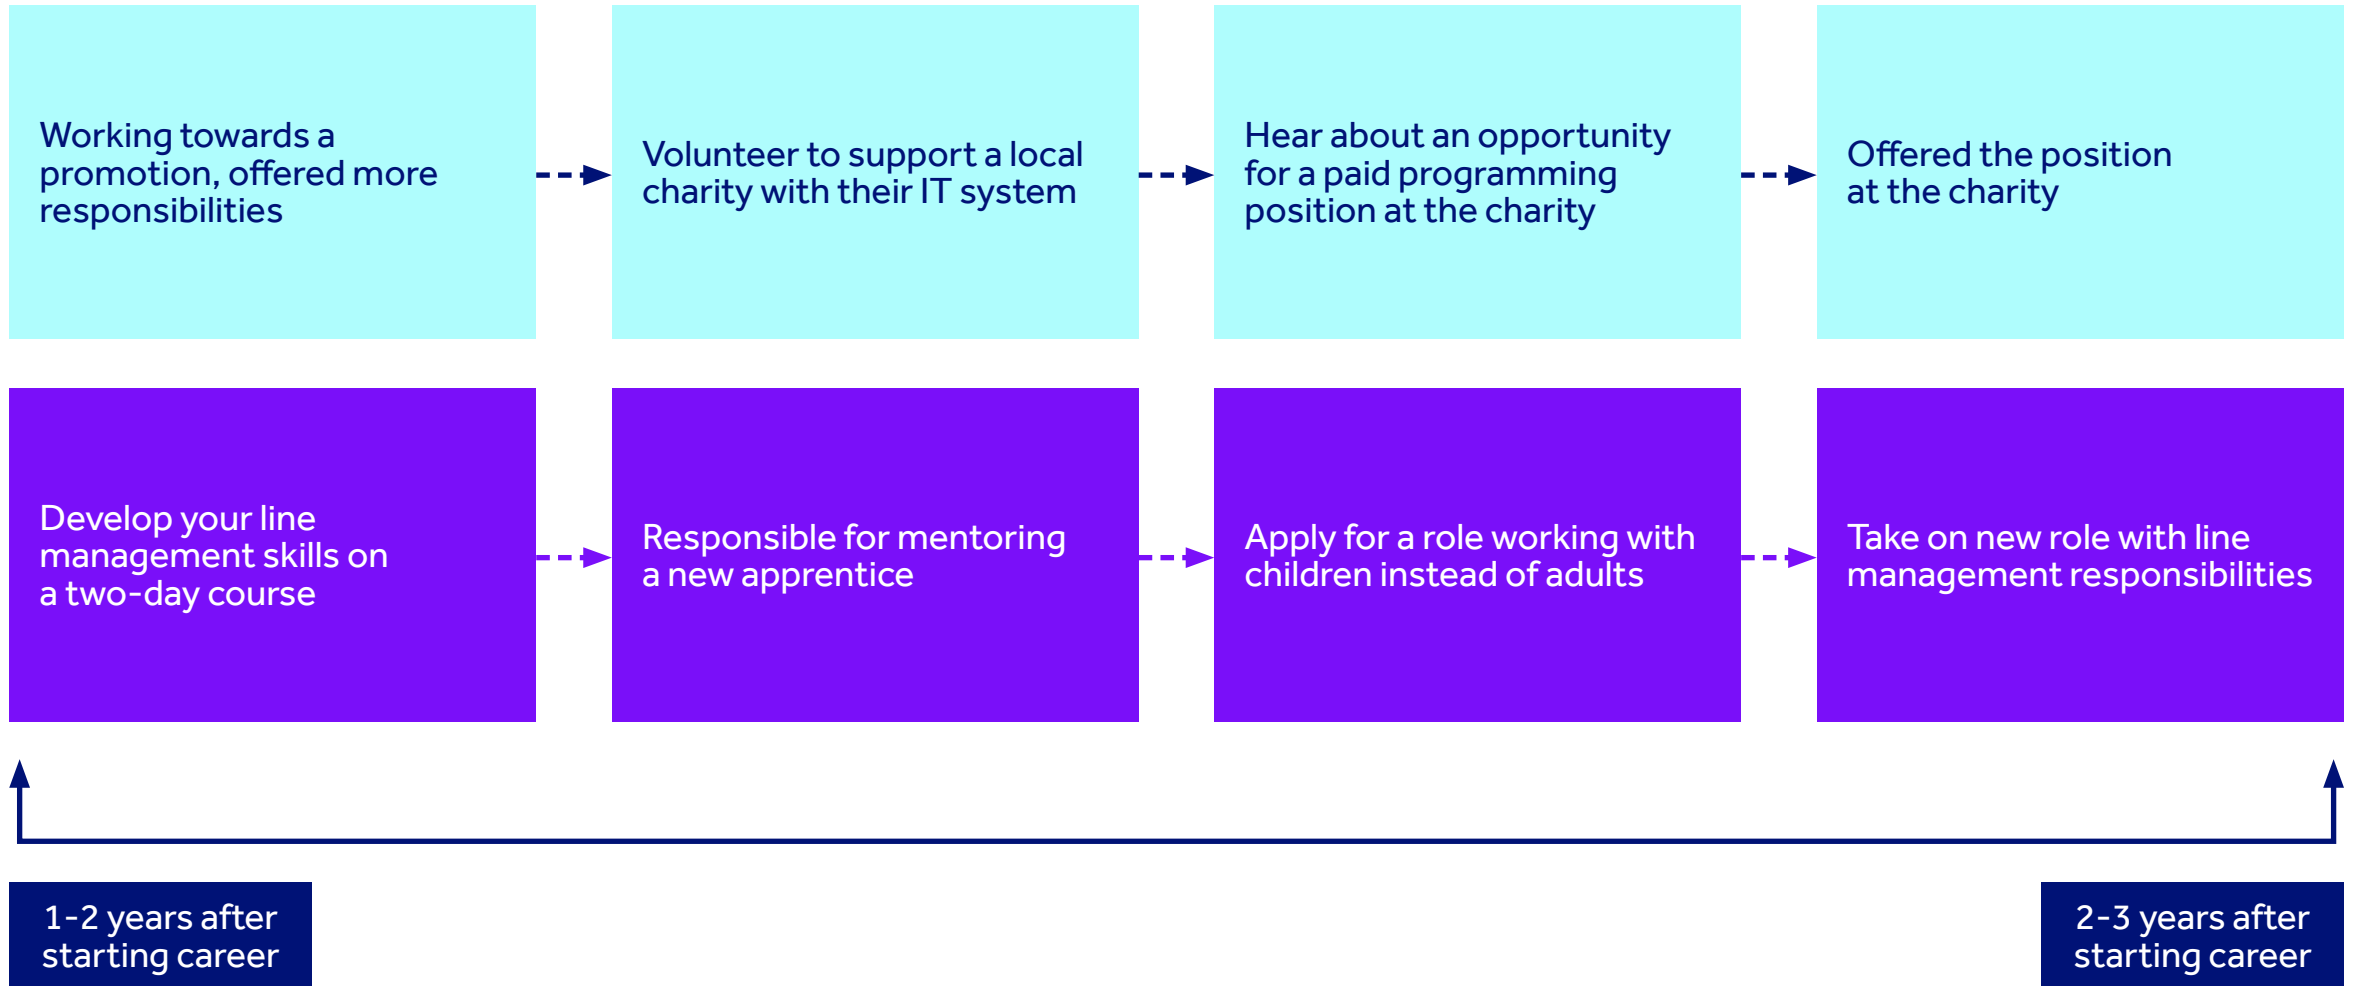 Working towards a
promotion, offered more
responsibilities
Volunteer to support a local
charity with their IT system
Hear about an opportunity
for a paid programming
position at the charity
Offered the position
at the charity
Develop your line
management skills on
a two-day course
Responsible for mentoring
a new apprentice
Apply for a role working with
children instead of adults
Take on new role with line
management responsibilities
1-2 years after
starting career
2-3 years after
starting career